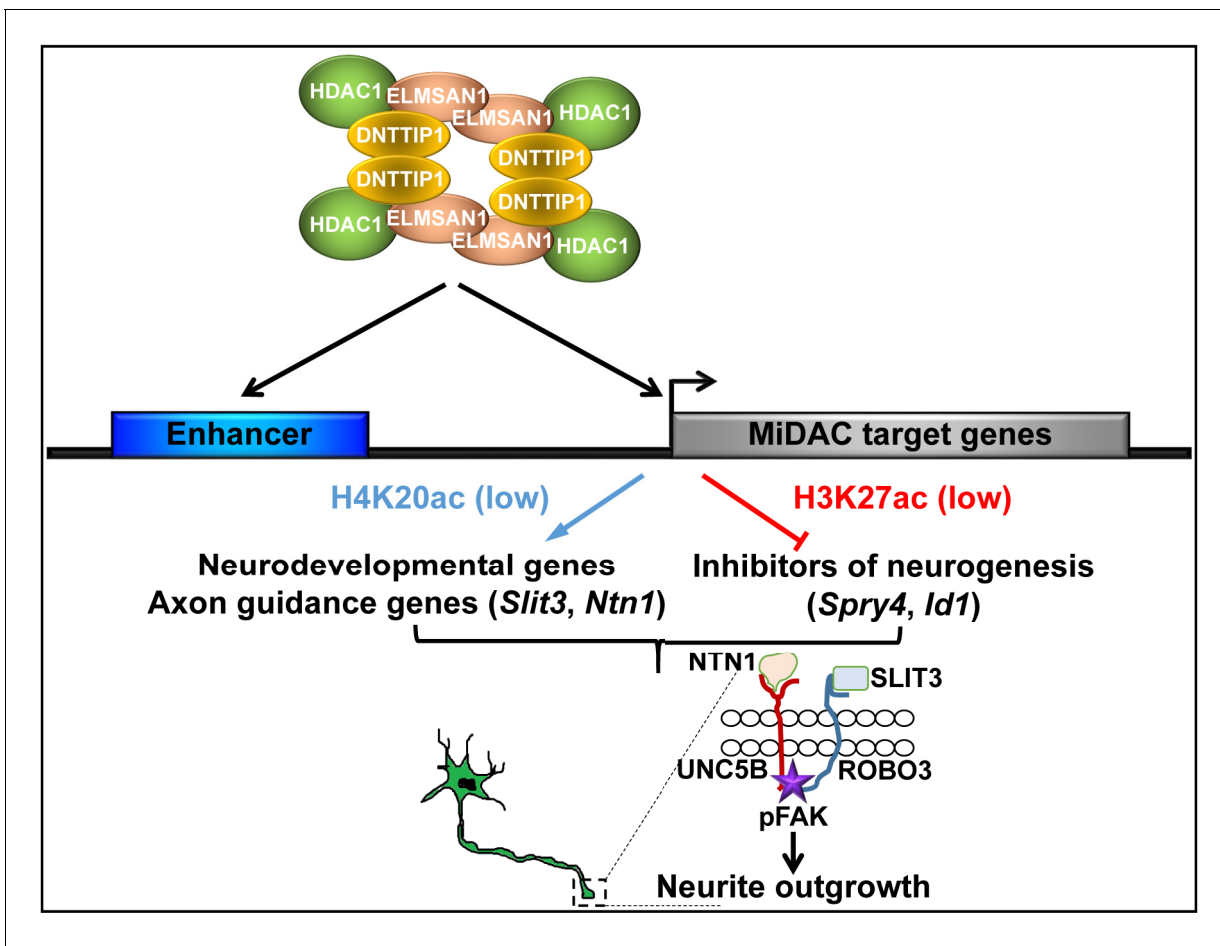 HDAC1 ELMSAN1 ELMSAN1 HDAC1
DNTTIP1 DNTTIP1
DNTTIP1 DNTTIP1
HDAC1 ELMSAN1 ELMSAN1 HDAC1
Enhancer MiDAC target genes
H4K20ac (low) H3K27ac (low)
Neurodevelopmental genes
Axon guidance genes (Slit3, Ntn1)
Inhibitors of neurogenesis
(Spry4, Id1)
NTN1 SLIT3
UNC5B ROBO3
pFAK
Neurite outgrowth